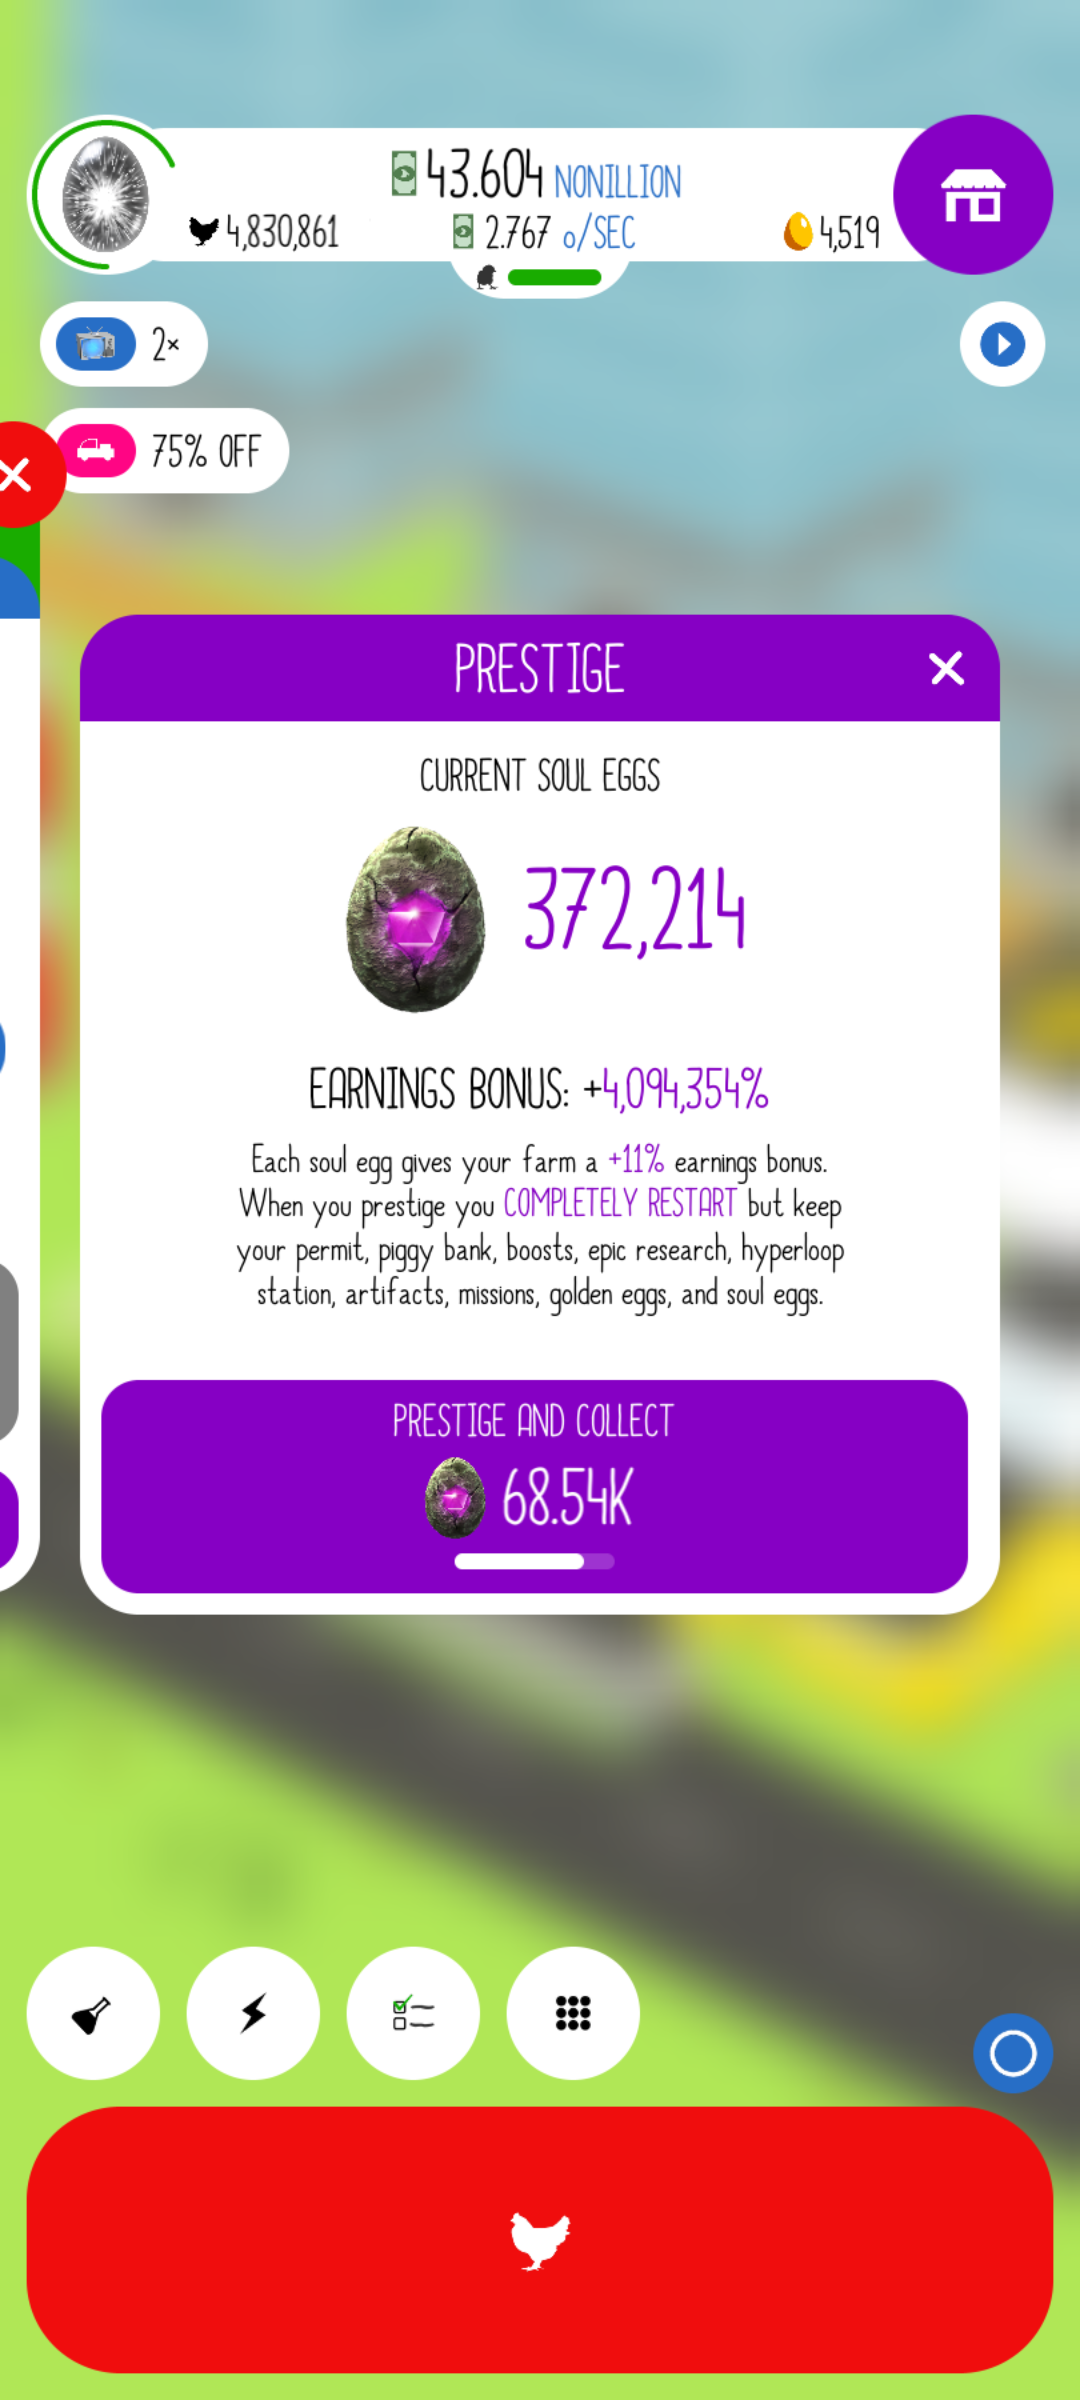 43.604 NONILLION
4,830,861
2.767 o/SEC
4,519
2×
75% OFF
PRESTIGE
CURRENT SOUL EGGS
372,214
EARNINGS BONUS: +4,094,354%
Each soul egg gives your farm a +11% earnings bonus.
When you prestige you COMPLETELY RESTART but keep
your permit, piggy bank, boosts, epic research, hyperloop
station, artifacts, missions, golden eggs, and soul eggs.
PRESTIGE AND COLLECT
68.54K